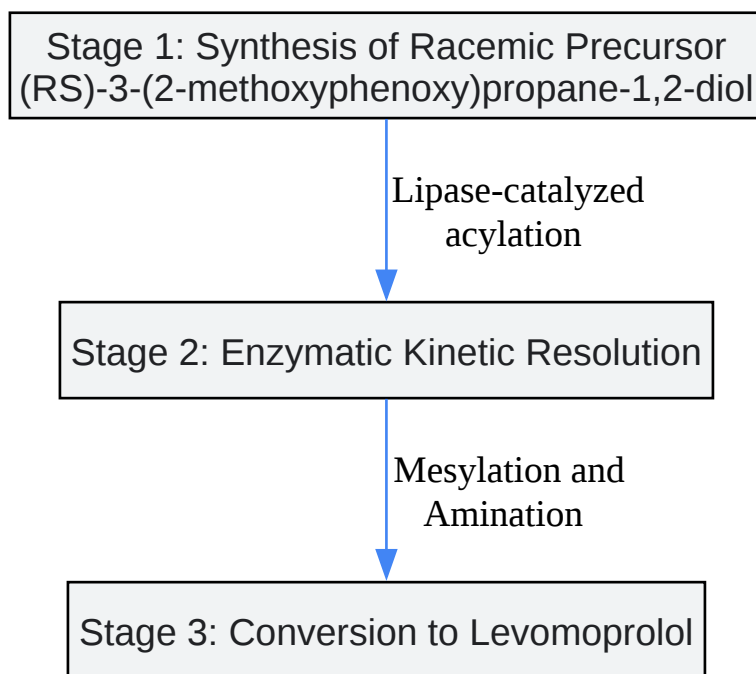 Stage 1: Synthesis of Racemic Precursor
(RS)-3-(2-methoxyphenoxy)propane-1,2-diol
Lipase-catalyzed
acylation
Stage 2: Enzymatic Kinetic Resolution
Mesylation and
Amination
Stage 3: Conversion to Levomoprolol